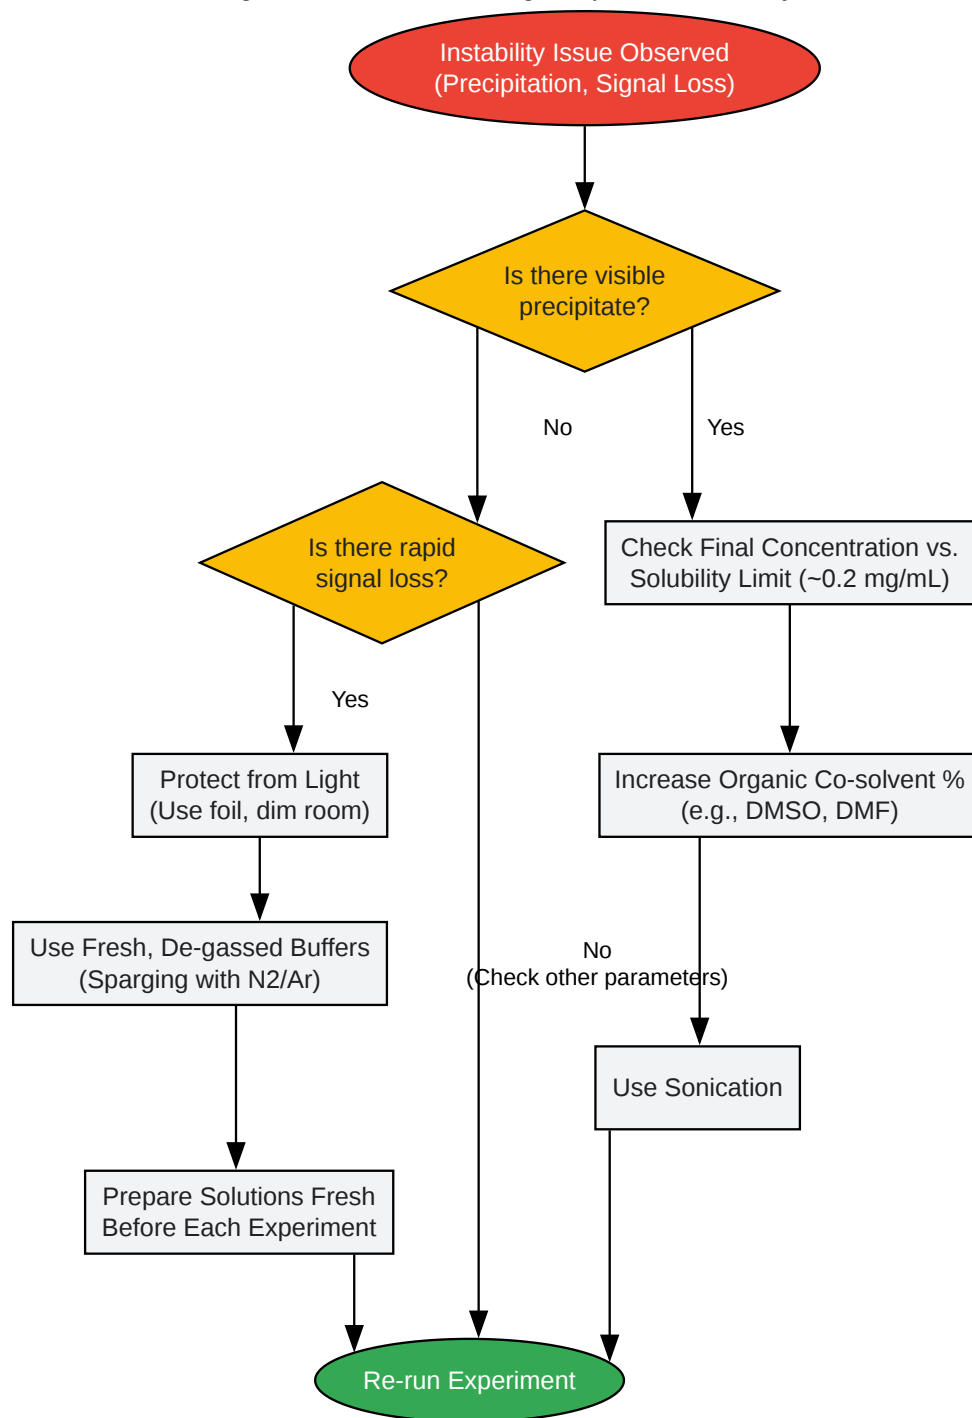 Instability Issue Observed
(Precipitation, Signal Loss)
Is there visible
precipitate?
No
Yes
Is there rapid
signal loss?
Check Final Concentration vs.
Solubility Limit (~0.2 mg/mL)
Yes
Protect from Light
(Use foil, dim room)
Increase Organic Co-solvent %
(e.g., DMSO, DMF)
Use Fresh, De-gassed Buffers
(Sparging with N2/Ar)
No
(Check other parameters)
Use Sonication
Prepare Solutions Fresh
Before Each Experiment
Re-run Experiment